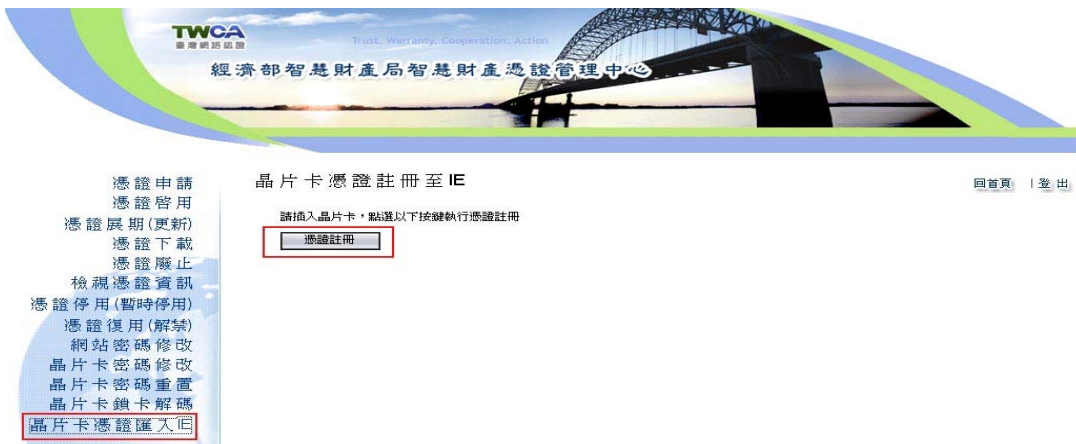 TWCA
臺灣網路認證
Trust, Warranty, Cooperation, Action
經濟部智慧財產局智慧財產憑證管理中心
晶片卡憑證註冊至IE
回首頁 | 登出
請插入晶片卡，點選以下按鍵執行憑證註冊
憑證註冊
憑證申請
憑證啓用
憑證展期(更新)
憑證下載
憑證廢止
檢視憑證資訊
憑證停用(暫時停用)
憑證復用(解禁)
網站密碼修改
晶片卡密碼修改
晶片卡密碼重置
晶片卡鎖卡解碼
晶片卡憑證匯入IE